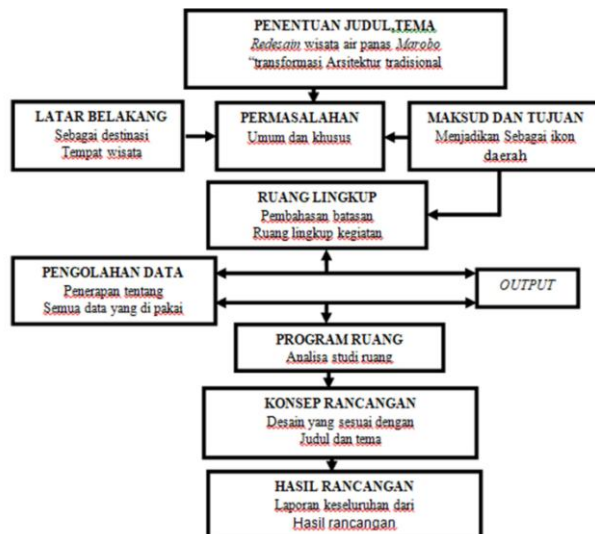 PENENTUAN JUDUL,TEMA
Redesain wisata air panas Marobo
“transformasi Arsitektur tradisional
LATAR BELAKANG
Sebagai destinasi
Tempat wisata
PERMASALAHAN
Umum dan khusus
MAKSUD DAN TUJUAN
Menjadikan Sebagai ikon
daerah
RUANG LINGKUP
Pembahasan batasan
Ruang lingkup kegiatan
PENGOLAHAN DATA
Penerapan tentang
Semua data yang di pakai
OUTPUT
PROGRAM RUANG
Analisa studi ruang
KONSEP RANCANGAN
Desain yang sesuai dengan
Judul dan tema
HASIL RANCANGAN
Laporan keseluruhan dari
Hasil rancangan